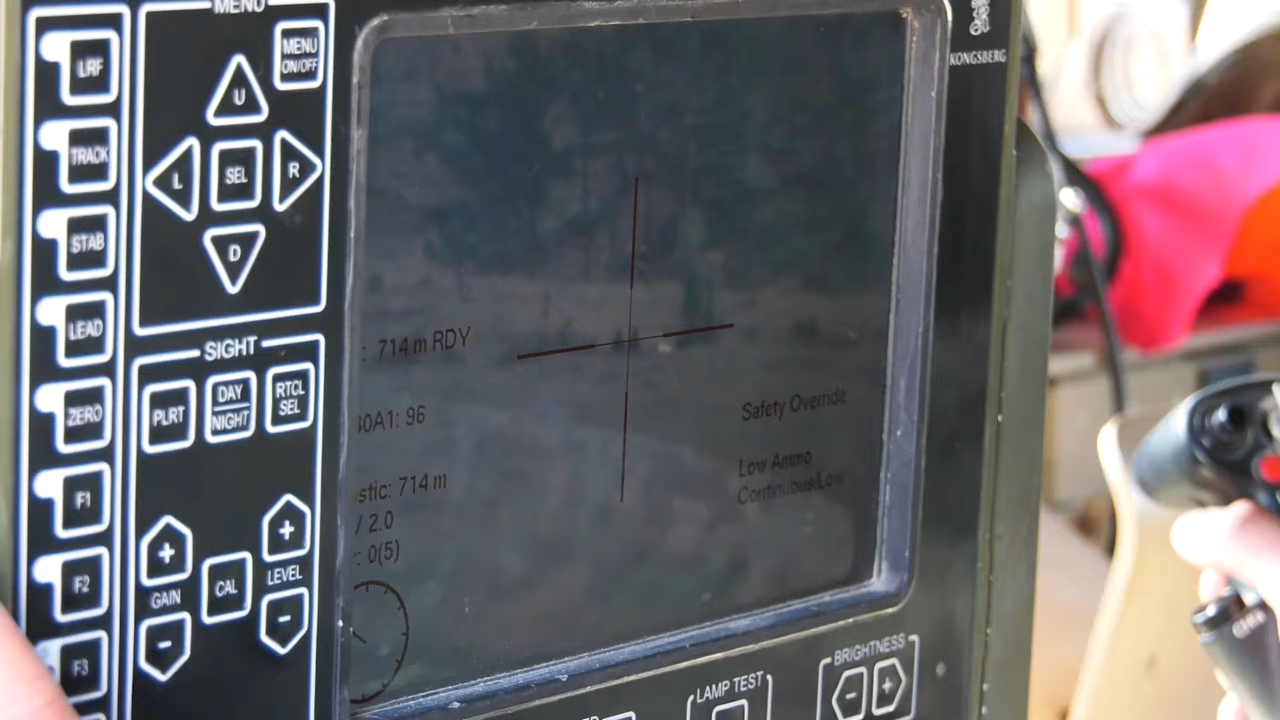 MENU
LRF
TRACK
STAB
LEAD
ZERO
F1
F2
F3
MENU
ON/OFF
U
L
SEL
R
D
SIGHT
PLRT
DAY
NIGHT
RTCL
SEL
+
+
GAIN
CAL
LEVEL
-
-
: 714 m RDY
0A1: 96
stic: 714 m
/ 2.0
: 0(5)
Safety Override
Low Ammo
Continuous/Low
KONGSBERG
LAMP TEST
BRIGHTNESS
- +